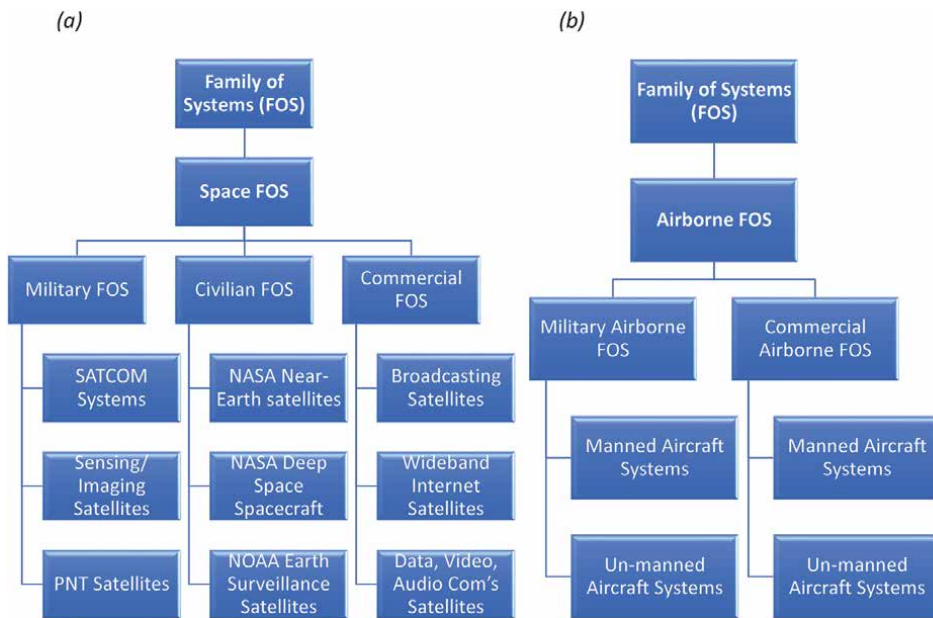 (a)
Family of
Systems (FOS)
Space FOS
Military FOS
Civilian FOS
Commercial
FOS
SATCOM
Systems
NASA Near-
Earth satellites
Broadcasting
Satellites
Sensing/
Imaging
Satellites
NASA Deep
Space
Spacecraft
Wideband
Internet
Satellites
PNT Satellites
NOAA Earth
Surveillance
Satellites
Data, Video,
Audio Com's
Satellites
(b)
Family of Systems
(FOS)
Airborne FOS
Military Airborne
FOS
Commercial
Airborne FOS
Manned Aircraft
Systems
Manned Aircraft
Systems
Un-manned
Aircraft Systems
Un-manned
Aircraft Systems